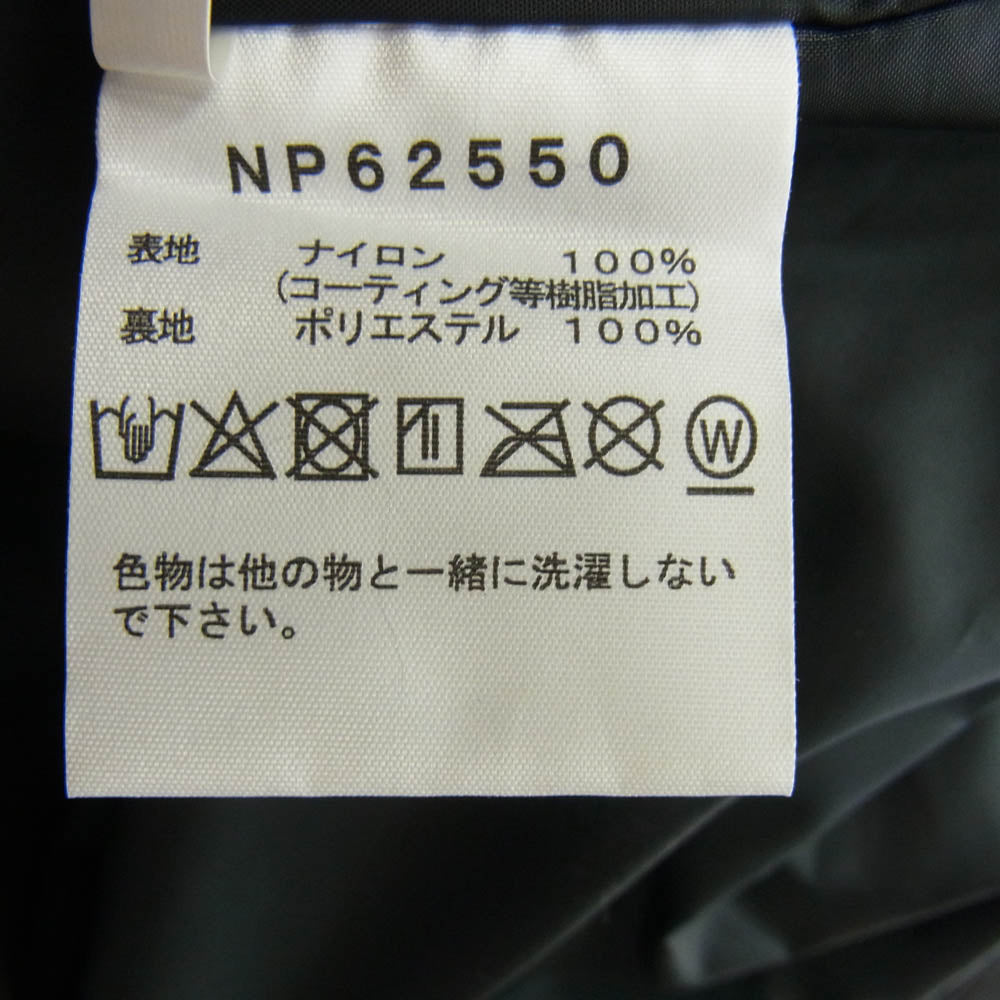 NP62550
表地 ナイロン 100%
(コーティング等樹脂加工)
裏地 ポリエステル 100%
W
色物は他の物と一緒に洗濯しない
で下さい。